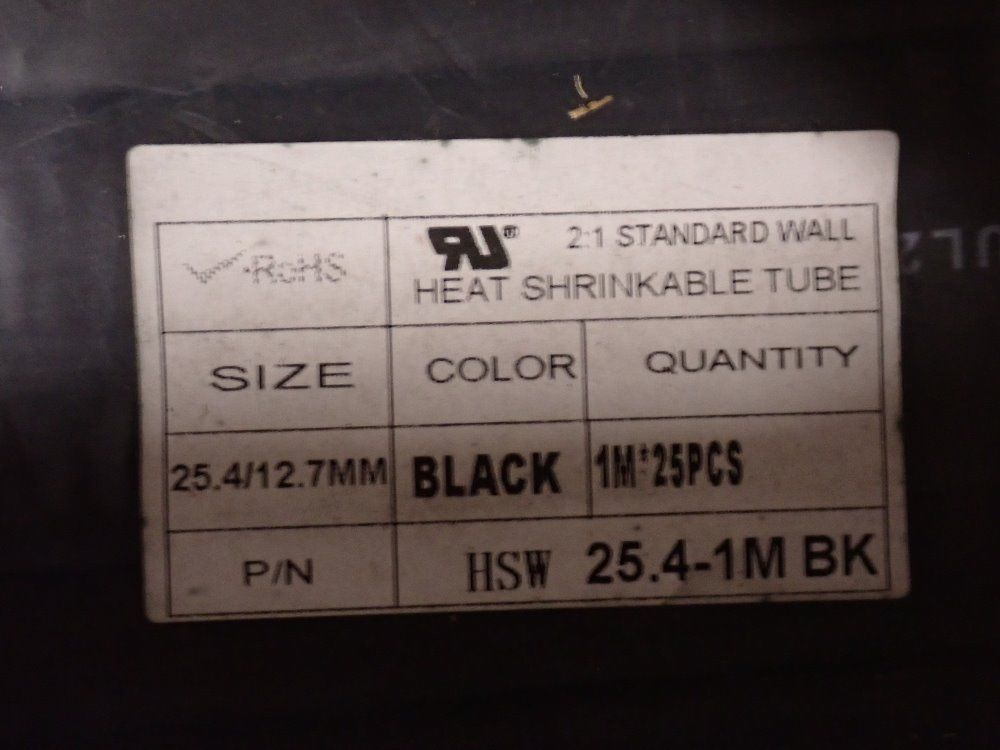 RoHS
RU® 2:1 STANDARD WALL
HEAT SHRINKABLE TUBE
SIZE COLOR QUANTITY
25.4/12.7MM BLACK 1M*25PCS
P/N HSW 25.4-1M BK